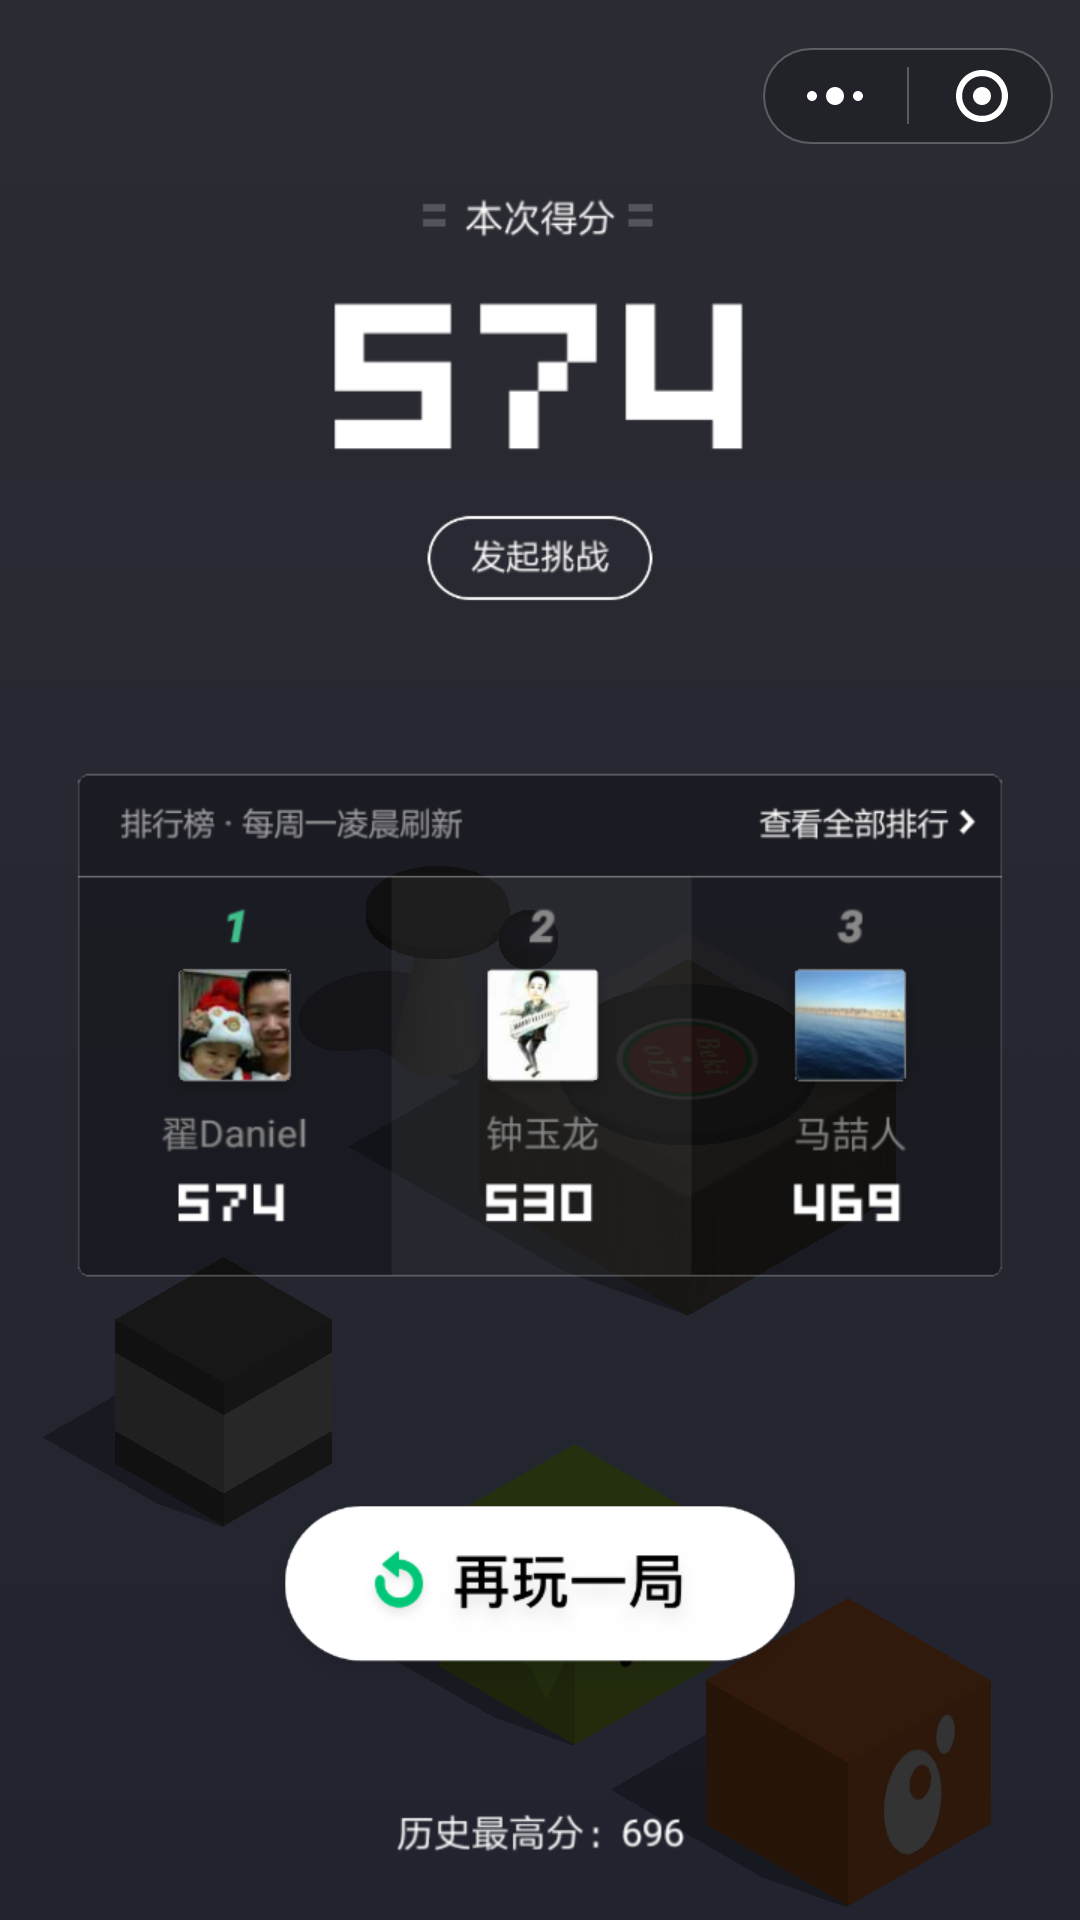 本次得分
574
发起挑战
排行榜 · 每周一凌晨刷新
查看全部排行
1 2 3
翟Daniel 钟玉龙 马喆人
574 530 469
Beki
017
再玩一局
历史最高分：696